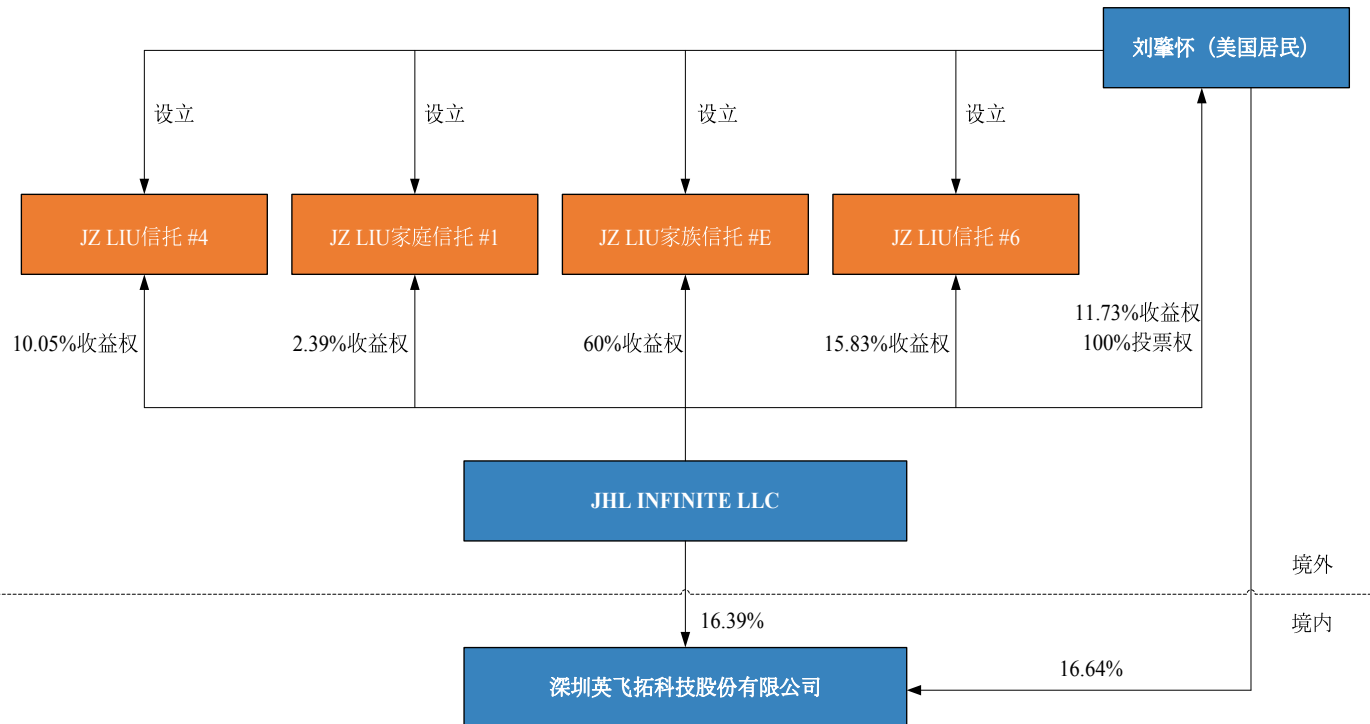 刘肇怀（美国居民）
设立
设立
设立
设立
JZ LIU信托 #4
JZ LIU家庭信托 #1
JZ LIU家族信托 #E
JZ LIU信托 #6
10.05%收益权
2.39%收益权
60%收益权
15.83%收益权
11.73%收益权
100%投票权
JHL INFINITE LLC
境外
境内
16.39%
16.64%
深圳英飞拓科技股份有限公司